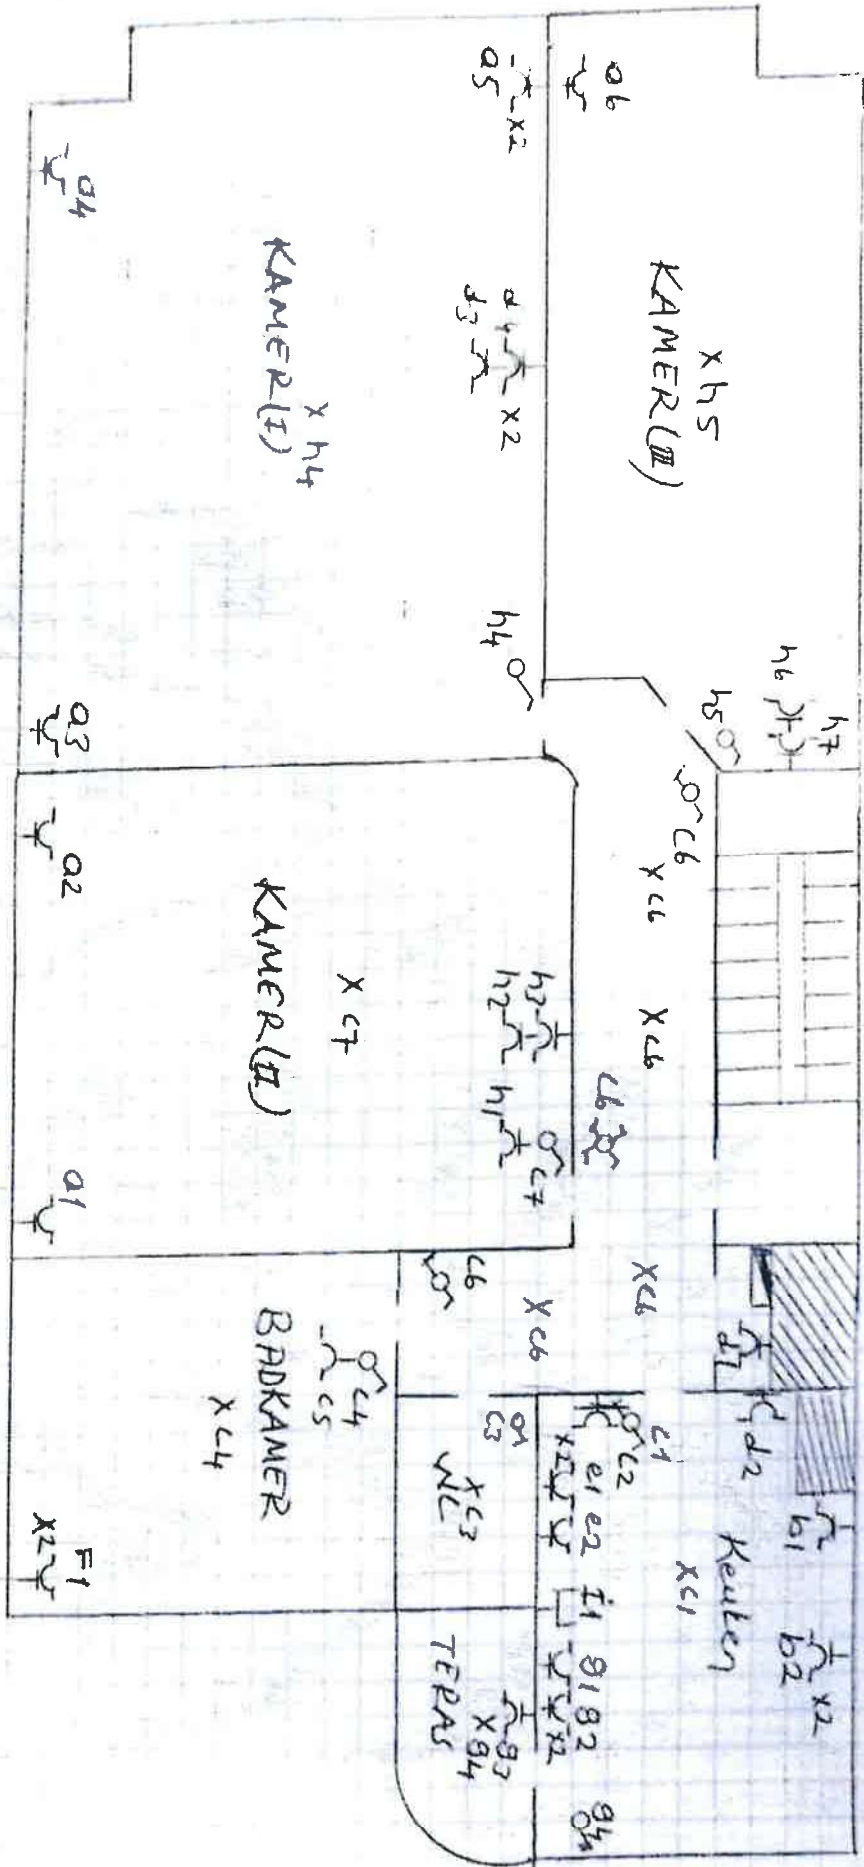 a6
a5
x2
a4
KAMER (III)
X h5
KAMER (I)
X h4
d4
d3
x2
h4
h5
h6
h7
a3
a2
c6
X c6
X c6
KAMER (II)
X c7
h3
h2
h1
c7
c6
a1
c6
X c6
X c6
d1
BADKAMER
c4
c5
X c4
F1
X2
c3
X c3
WC
c1
c2
e1
e2
x2
d2
b1
Keuken
X c1
b2
x2
i1
g1
g2
x2
TERAS
g3
X g4
g4